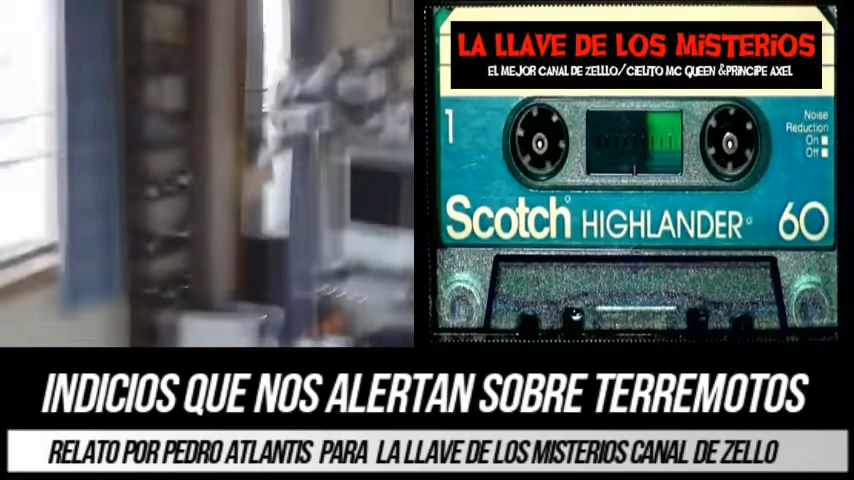 LA LLAVE DE LOS MiSTERiOS
EL MEJOR CANAL DE ZELLLO/CIELITO MC QUEEN &PRINCIPE AXEL
1
Noise
Reduction
On
Off
Scotch HIGHLANDER 60
INDICIOS QUE NOS ALERTAN SOBRE TERREMOTOS
RELATO POR PEDRO ATLANTIS PARA LA LLAVE DE LOS MISTERIOS CANAL DE ZELLO